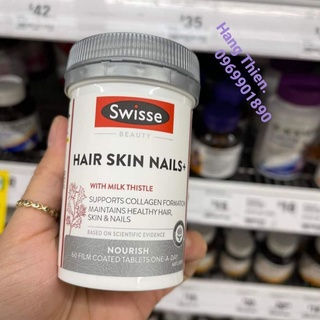 $42
$35
Hang Thien.
0969901890
Swisse
BEAUTY
HAIR SKIN NAILS+
WITH MILK THISTLE
SUPPORTS COLLAGEN FORMATION
MAINTAINS HEALTHY HAIR,
SKIN & NAILS
BASED ON SCIENTIFIC EVIDENCE
NOURISH
60 FILM COATED TABLETS ONE-A-DAY